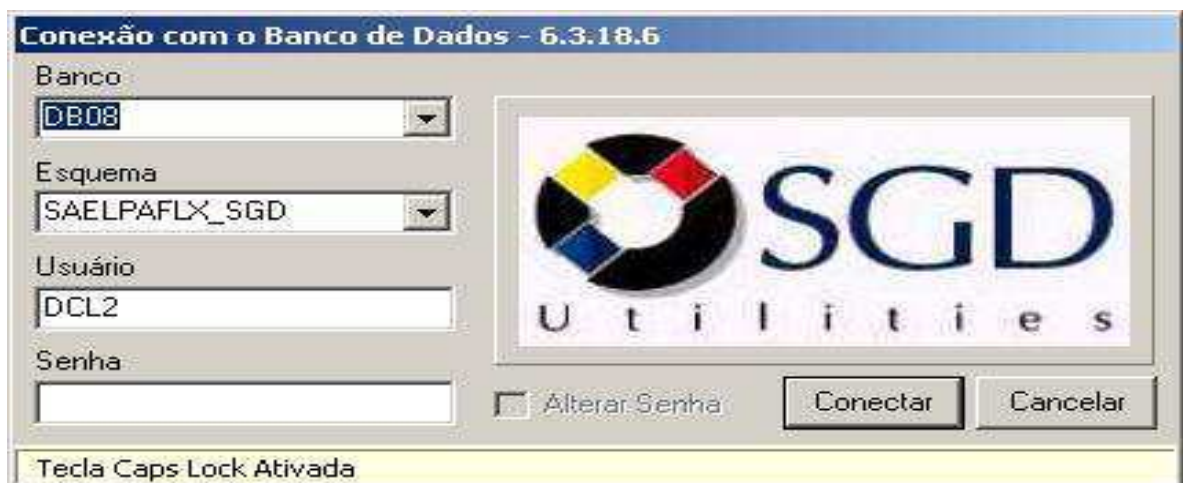 Conexão com o Banco de Dados - 6.3.18.6
Banco
DB08
Esquema
SAELPAFLX_SGD
Usuário
DCL2
Senha
SGD
Utilities
Alterar Senha
Conectar
Cancelar
Tecla Caps Lock Ativada